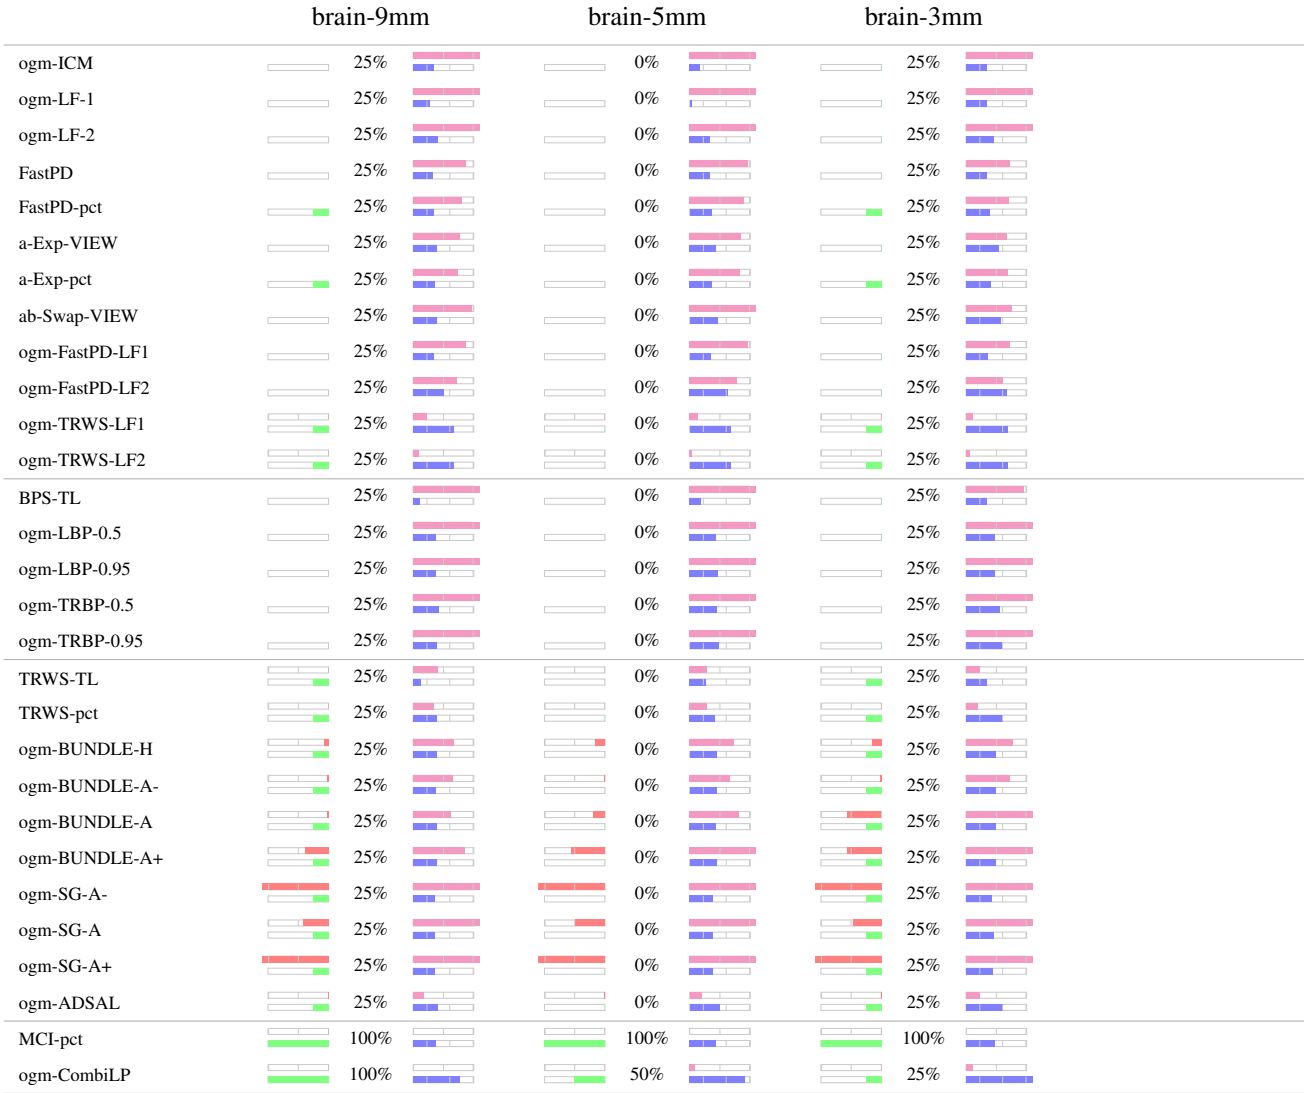 brain-9mm brain-5mm brain-3mm
ogm-ICM 25% 0% 25%
ogm-LF-1 25% 0% 25%
ogm-LF-2 25% 0% 25%
FastPD 25% 0% 25%
FastPD-pct 25% 0% 25%
a-Exp-VIEW 25% 0% 25%
a-Exp-pct 25% 0% 25%
ab-Swap-VIEW 25% 0% 25%
ogm-FastPD-LF1 25% 0% 25%
ogm-FastPD-LF2 25% 0% 25%
ogm-TRWS-LF1 25% 0% 25%
ogm-TRWS-LF2 25% 0% 25%
BPS-TL 25% 0% 25%
ogm-LBP-0.5 25% 0% 25%
ogm-LBP-0.95 25% 0% 25%
ogm-TRBP-0.5 25% 0% 25%
ogm-TRBP-0.95 25% 0% 25%
TRWS-TL 25% 0% 25%
TRWS-pct 25% 0% 25%
ogm-BUNDLE-H 25% 0% 25%
ogm-BUNDLE-A- 25% 0% 25%
ogm-BUNDLE-A 25% 0% 25%
ogm-BUNDLE-A+ 25% 0% 25%
ogm-SG-A- 25% 0% 25%
ogm-SG-A 25% 0% 25%
ogm-SG-A+ 25% 0% 25%
ogm-ADSAL 25% 0% 25%
MCI-pct 100% 100% 100%
ogm-CombiLP 100% 50% 25%